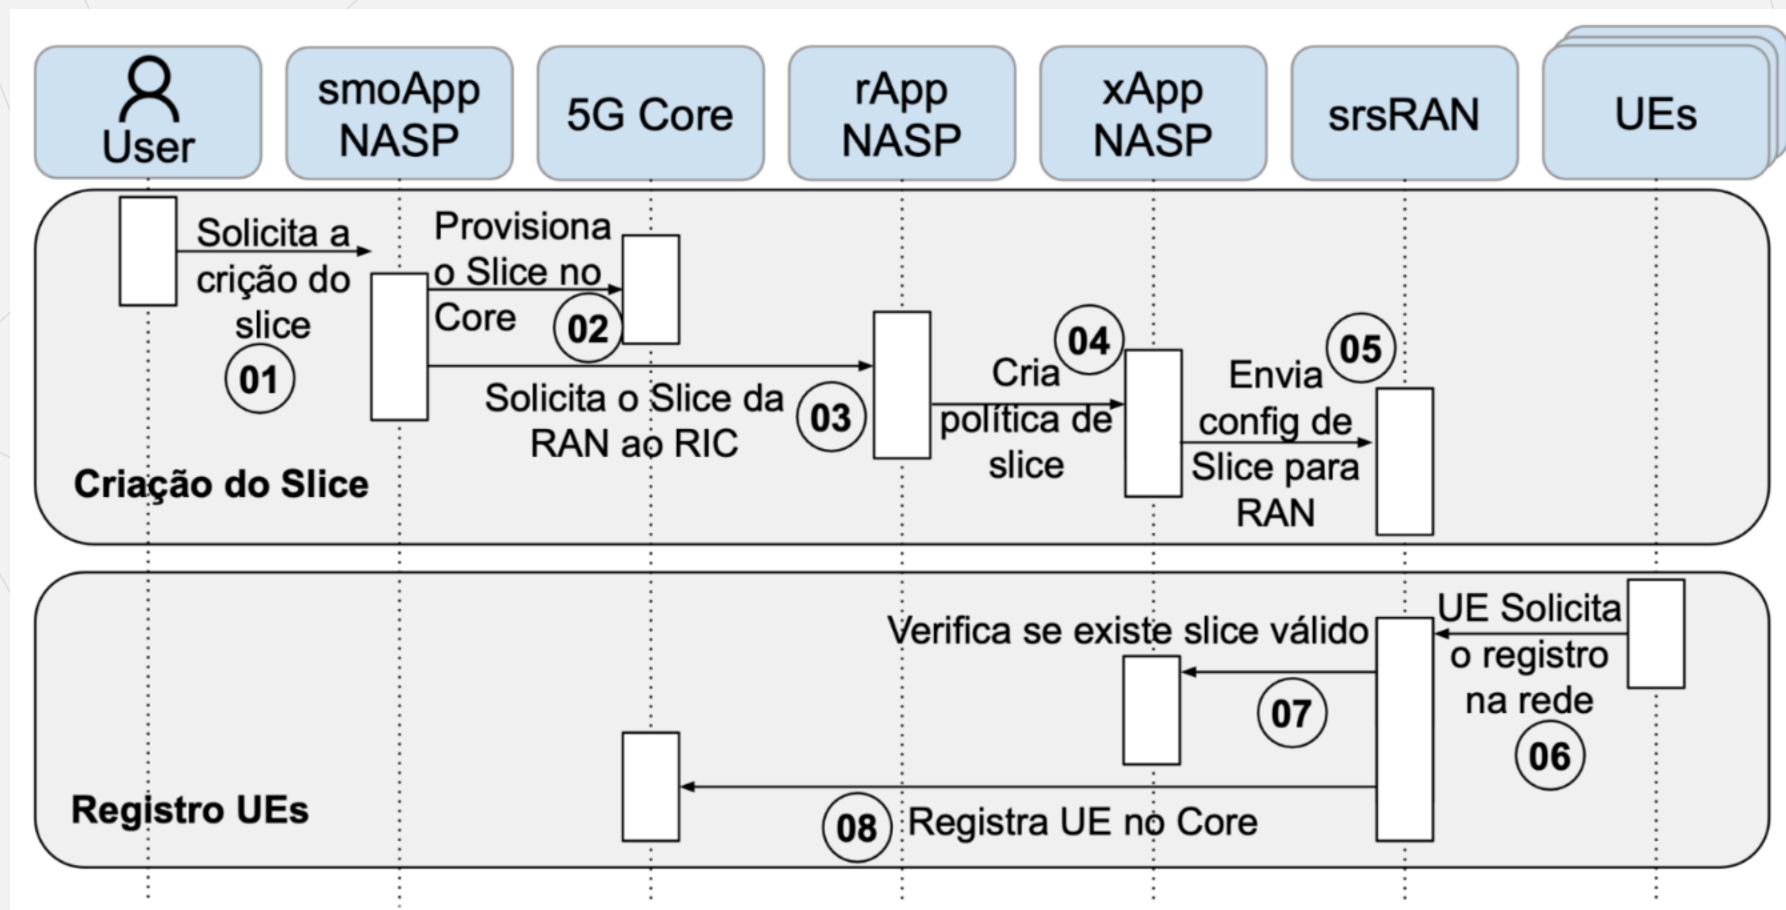 User
smoApp
NASP
5G Core
rApp
NASP
xApp
NASP
srsRAN
UEs
Solicita a
crição do
slice
01
Provisiona
o Slice no
Core
02
Solicita o Slice da
RAN ao RIC
03
Cria
política de
slice
04
Envia
config de
Slice para
RAN
05
Criação do Slice
UE Solicita
o registro
na rede
06
Verifica se existe slice válido
07
08
Registra UE no Core
Registro UEs